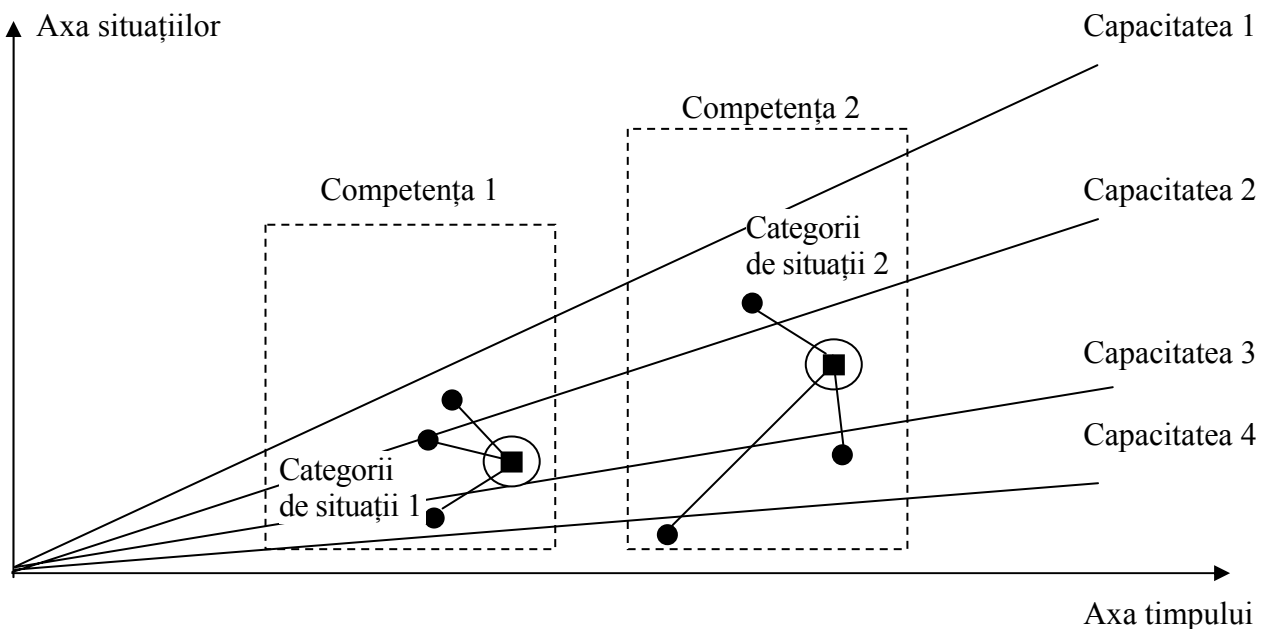 Axa situațiilor
Capacitatea 1
Competența 2
Competența 1
Capacitatea 2
Categorii
de situații 2
Capacitatea 3
Capacitatea 4
Categorii
de situații 1
Axa timpului